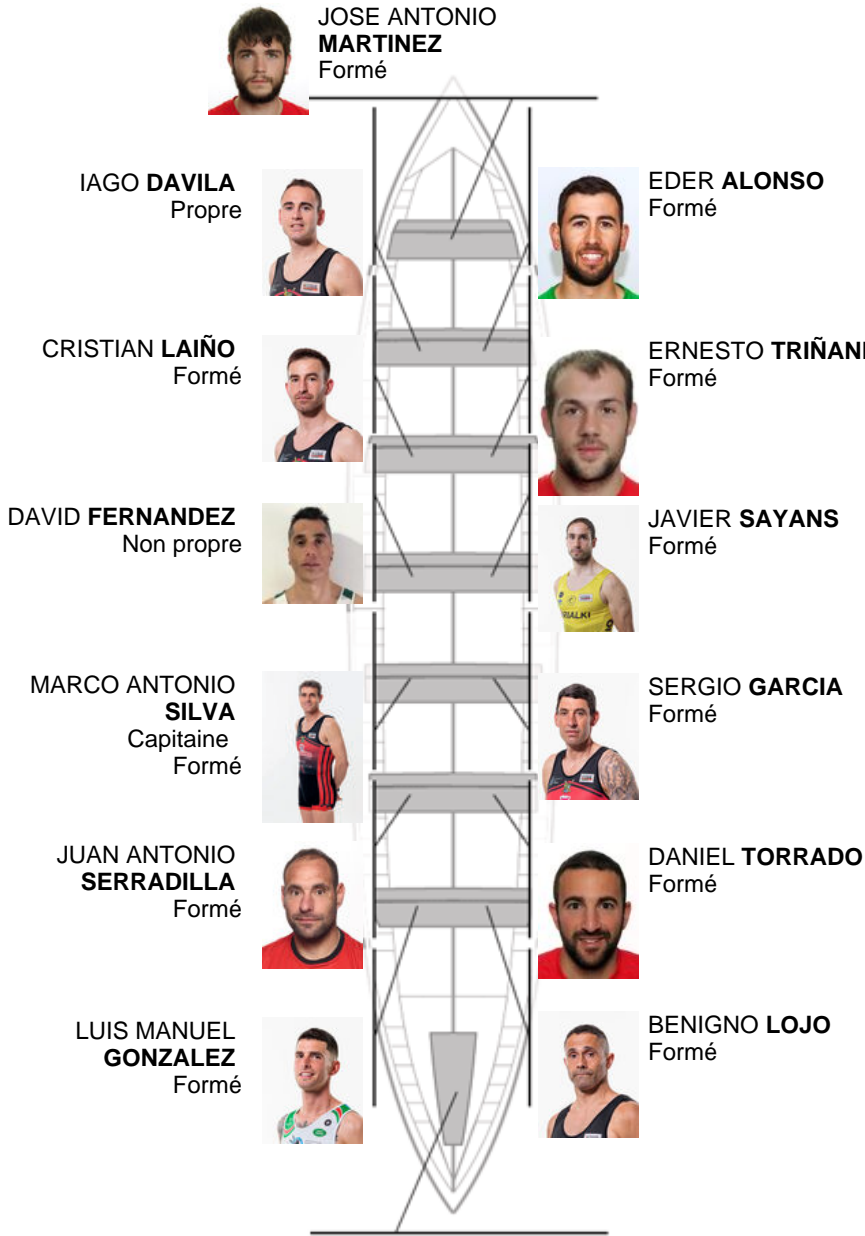 JOSE ANTONIO
MARTINEZ
Formé
IAGO DAVILA
Propre
EDER ALONSO
Formé
CRISTIAN LAIÑO
Formé
ERNESTO
Formé
DAVID FERNANDEZ
Non propre
JAVIER SAYANS
Formé
MARCO ANTONIO
SILVA
Capitaine
Formé
SERGIO GARCIA
Formé
JUAN ANTONIO
SERRADILLA
Formé
DANIEL TORRADO
Formé
LUIS MANUEL
GONZALEZ
Formé
BENIGNO LOJO
Formé